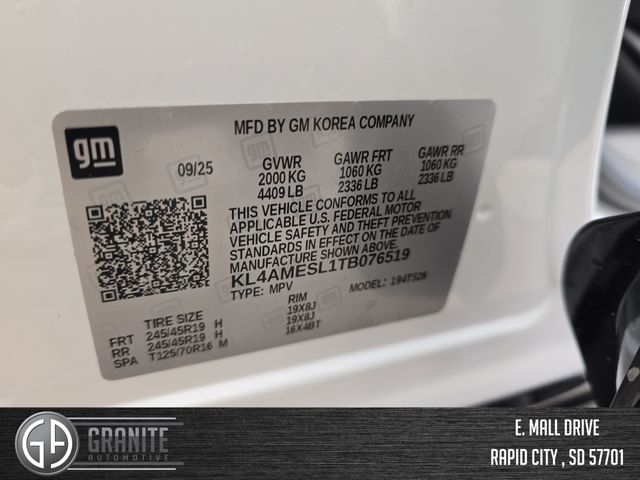 gm
MFD BY GM KOREA COMPANY
09/25
GVWR
2000 KG
4409 LB
GAWR FRT
1060 KG
2336 LB
GAWR RR
1060 KG
2336 LB
THIS VEHICLE CONFORMS TO ALL
APPLICABLE U.S. FEDERAL MOTOR
VEHICLE SAFETY AND THEFT PREVENTION
STANDARDS IN EFFECT ON THE DATE OF
MANUFACTURE SHOWN ABOVE.
KL4AMESL1TB076519
TYPE: MPV
MODEL: 194TS26
TIRE SIZE
RIM
FRT 245/45R19 H 19X8J
RR 245/45R19 H 19X8J
SPA T125/70R16 M 16X4BT
GA GRANITE
AUTOMOTIVE
E. MALL DRIVE
RAPID CITY , SD 57701